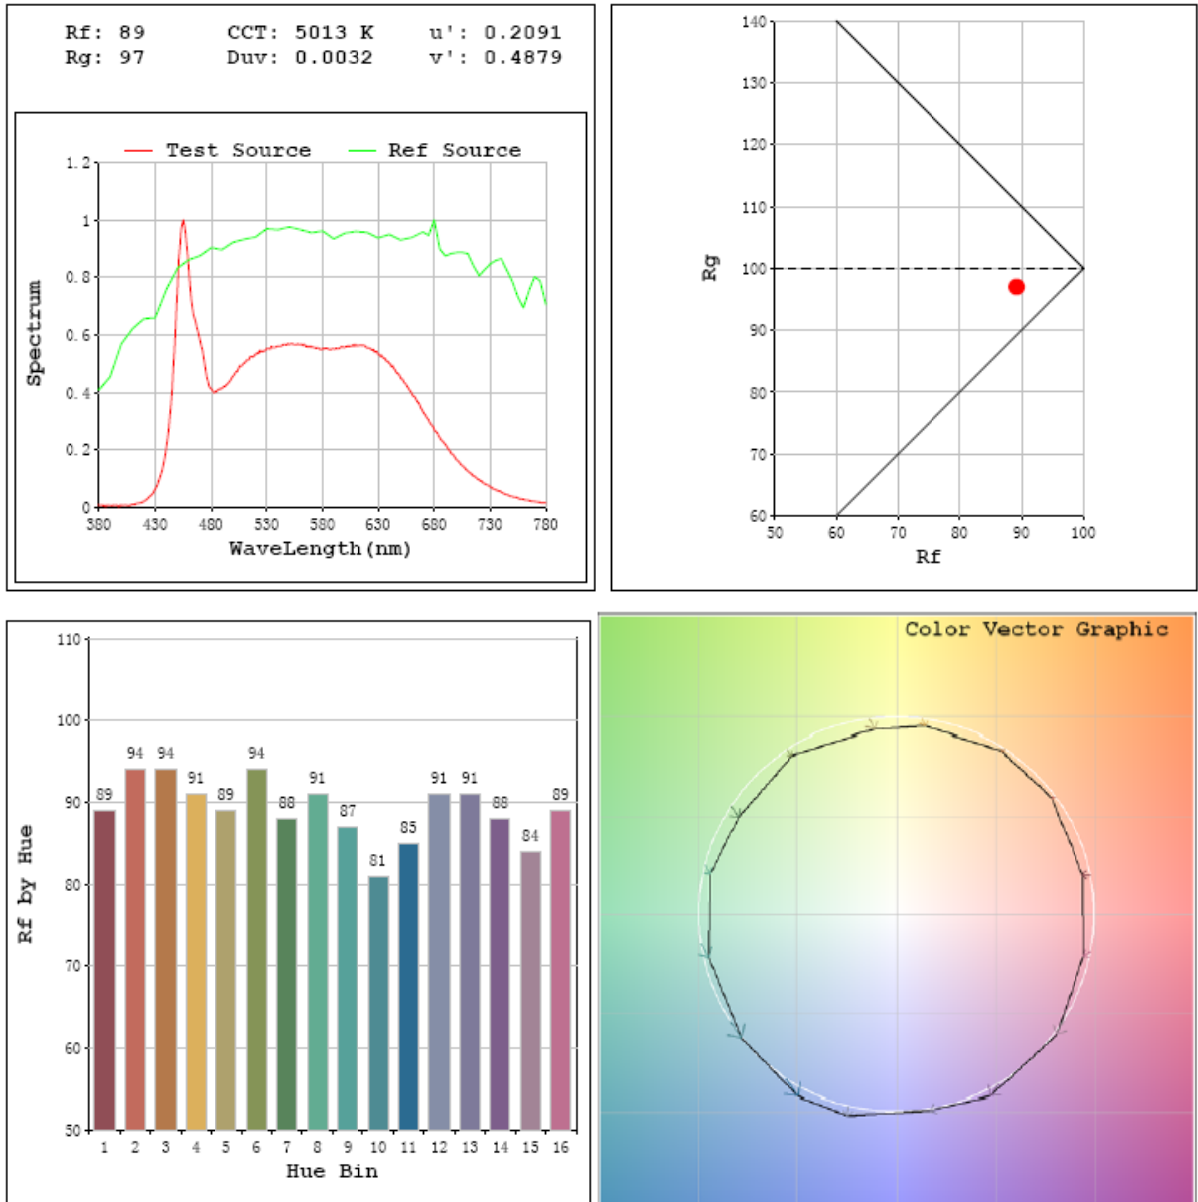 Rf: 89 CCT: 5013 K u': 0.2091
Rg: 97 Duv: 0.0032 v': 0.4879
Test Source Ref Source
1.2
1
0.8
0.6
0.4
0.2
0
Spectrum
380 430 480 530 580 630 680 730 780
WaveLength(nm)
140
130
120
110
100
90
80
70
60
Rg
50 60 70 80 90 100
Rf
110
100
90
80
70
60
50
Rf by Hue
89 94 94 91 89 94 88 91 87 81 85 91 91 88 84 89
1 2 3 4 5 6 7 8 9 10 11 12 13 14 15 16
Hue Bin
Color Vector Graphic